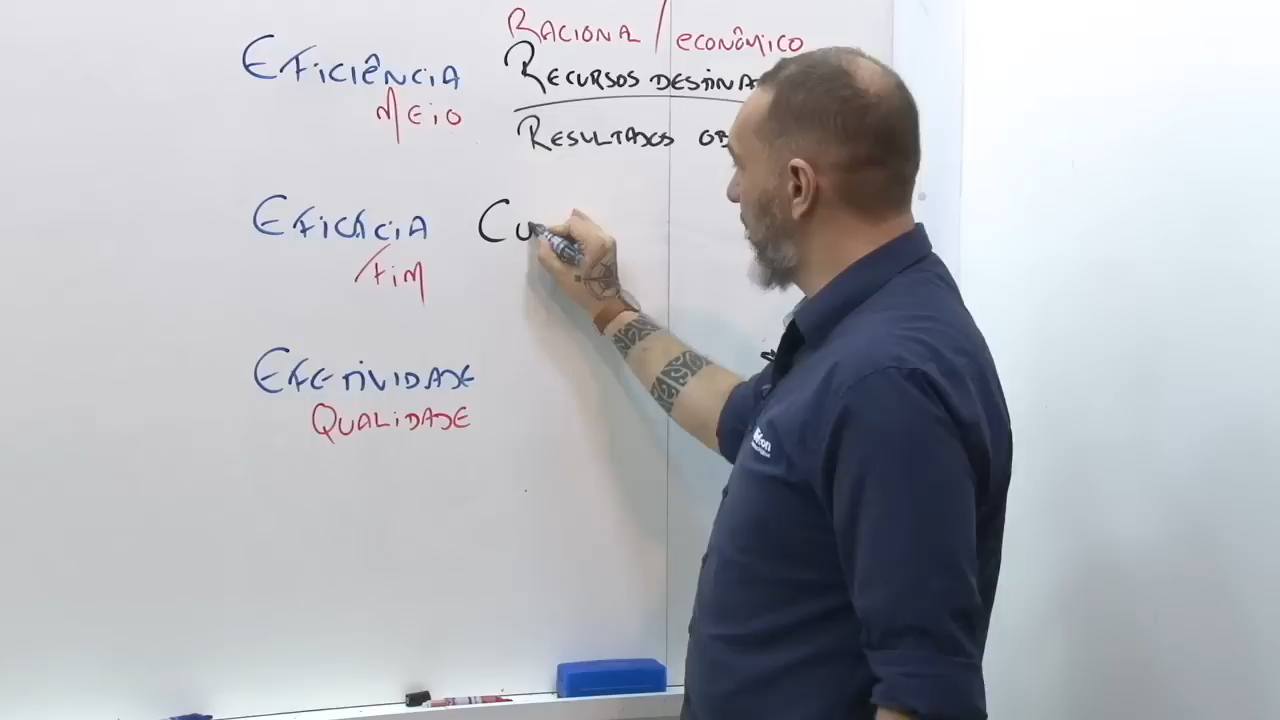 Racional / econômico
Eficiência Recursos destina
Meio
Resultados ob
Eficácia Cu
Fim
Efetividade
Qualidade